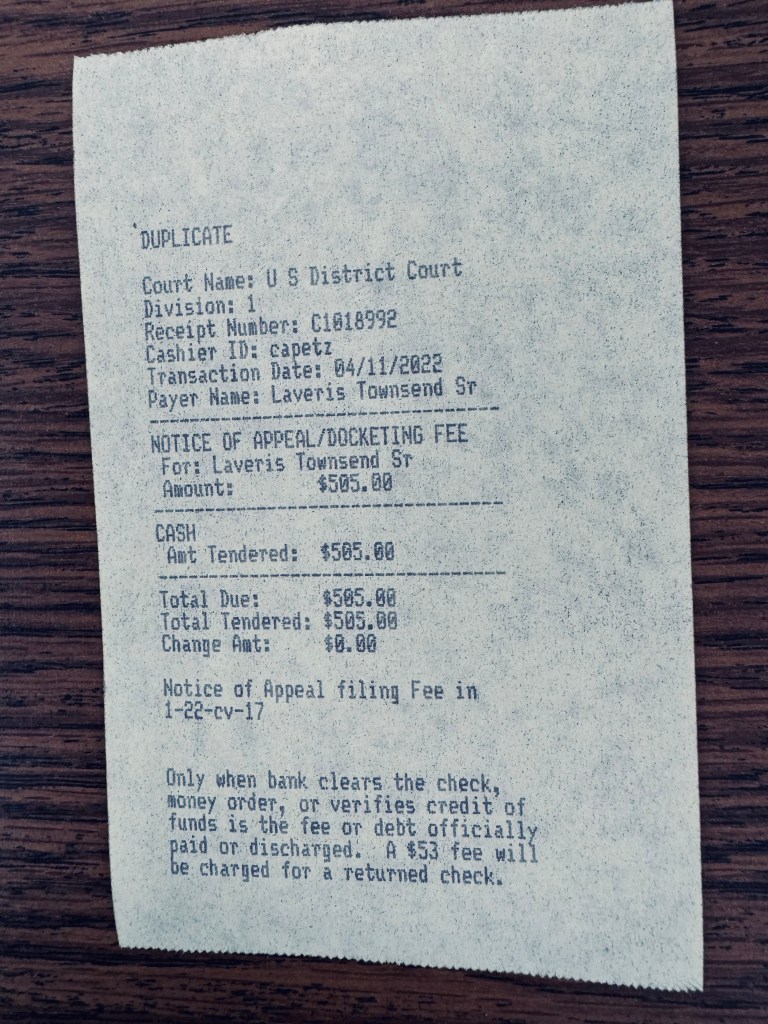 DUPLICATE
Court Name: U S District Court
Division: 1
Receipt Number: C1018992
Cashier ID: capetz
Transaction Date: 04/11/2022
Payer Name: Laveris Townsend Sr
NOTICE OF APPEAL/DOCKETING FEE
For: Laveris Townsend Sr
Amount: $505.00
CASH
Amt Tendered: $505.00
Total Due: $505.00
Total Tendered: $505.00
Change Amt: $0.00
Notice of Appeal filing Fee in
1-22-cv-17
Only when bank clears the check,
money order, or verifies credit of
funds is the fee or debt officially
paid or discharged. A $53 fee will
be charged for a returned check.